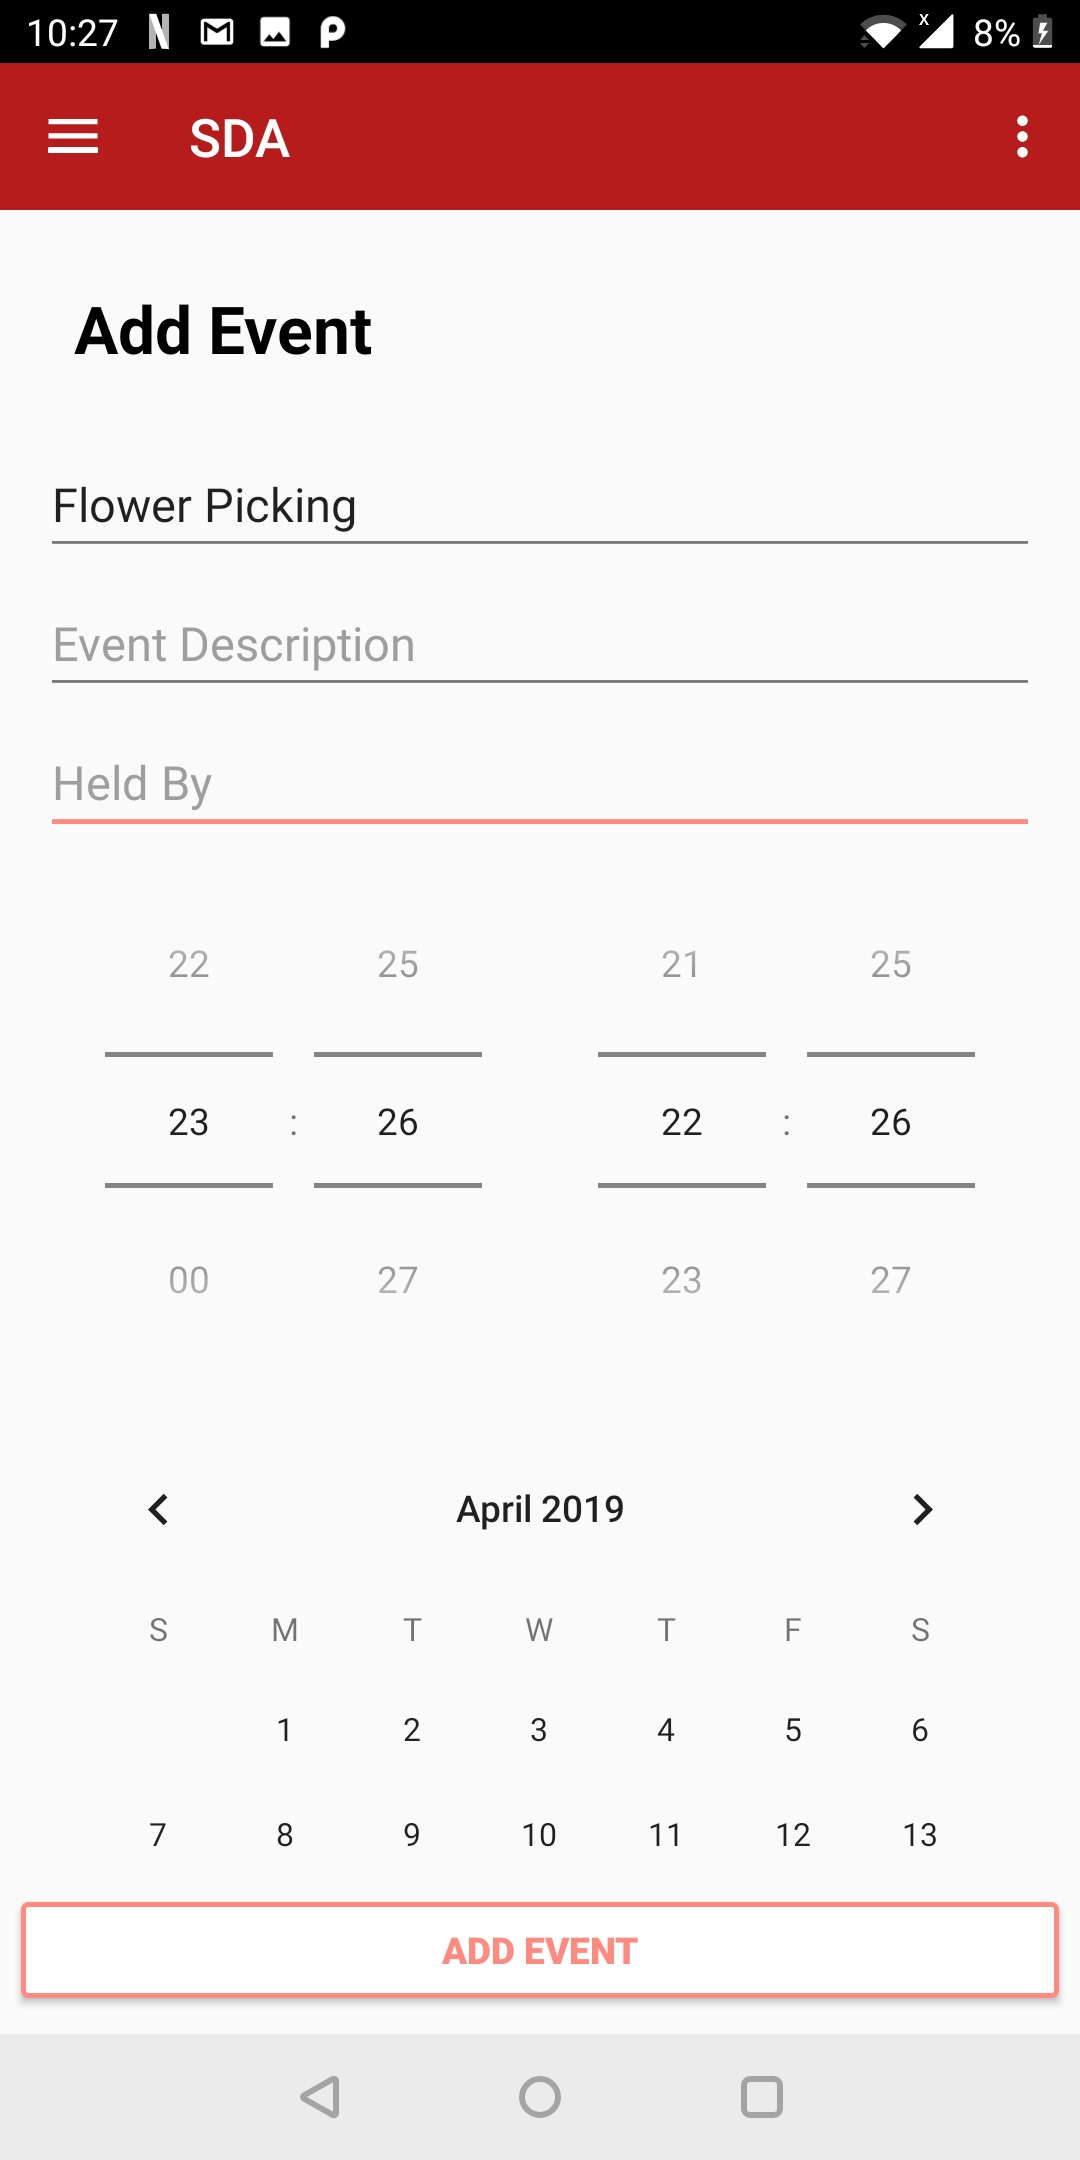 10:27 8%
SDA
Add Event
Flower Picking
Event Description
Held By
22 25 21 25
23 : 26 22 : 26
00 27 23 27
April 2019
S M T W T F S
1 2 3 4 5 6
7 8 9 10 11 12 13
ADD EVENT